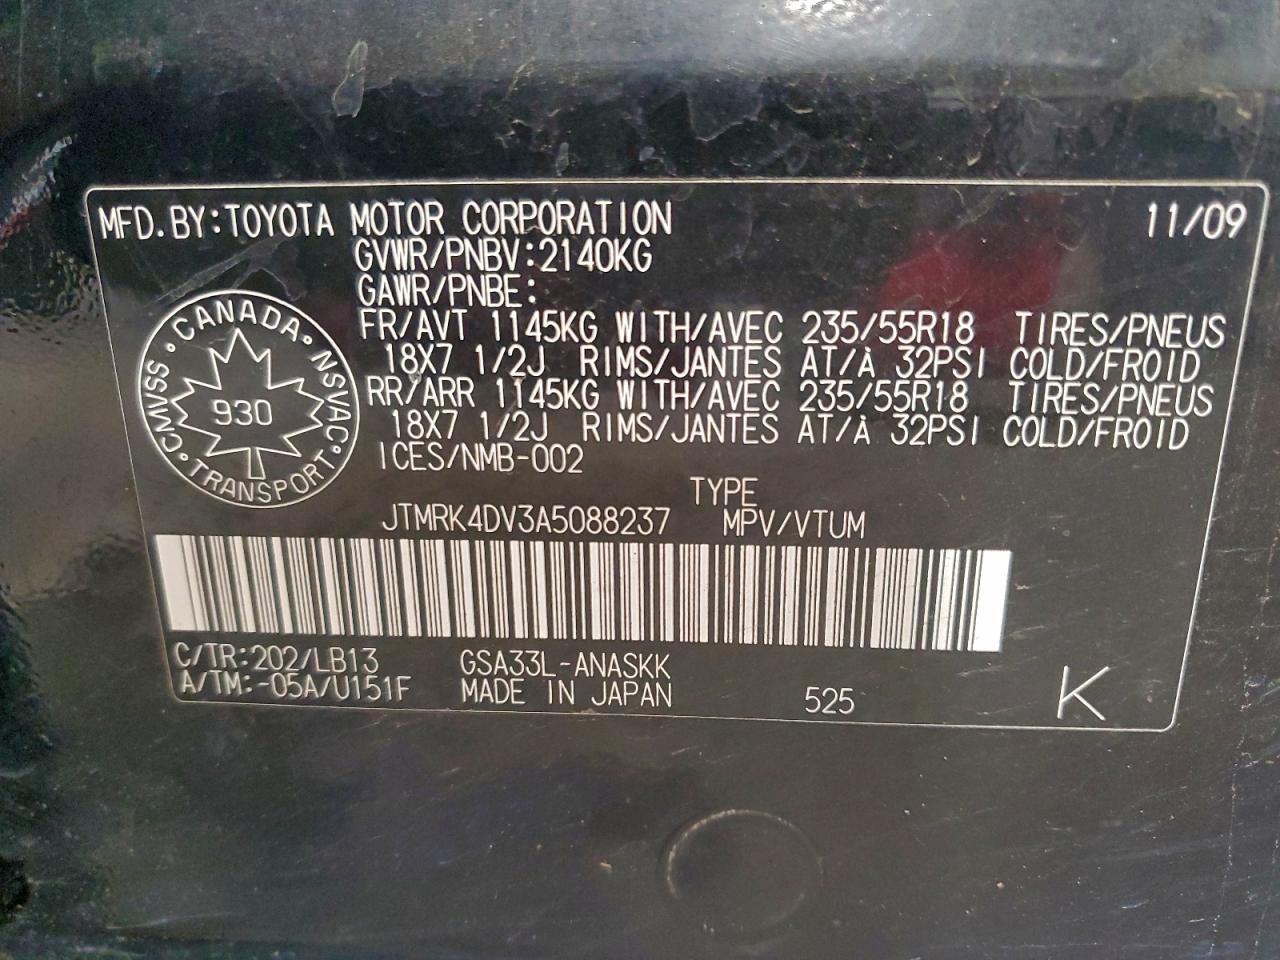 MFD. BY: TOYOTA MOTOR CORPORATION 11/09
GVWR/PNBV: 2140KG
GAWR/PNBE:
FR/AVT 1145KG WITH/AVEC 235/55R18 TIRES/PNEUS
18X7 1/2J RIMS/JANTES AT/À 32PSI COLD/FROID
RR/ARR 1145KG WITH/AVEC 235/55R18 TIRES/PNEUS
18X7 1/2J RIMS/JANTES AT/À 32PSI COLD/FROID
ICES/NMB-002
CANADA · NSVAC · TRANSPORT · CMVSS ·
930
TYPE
JTMRK4DV3A5088237 MPV/VTUM
C/TR: 202/LB13 GSA33L-ANASKK
A/TM: -05A/U151F MADE IN JAPAN 525 K